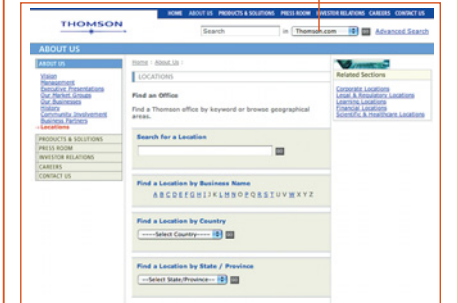 HOME ABOUT US PRODUCTS & SOLUTIONS PRESS ROOM INVESTOR RELATIONS CAREERS CONTACT US
THOMSON
Search in Thomson.com Advanced Search
ABOUT US
ABOUT US
Vision
Management
Executive Presentations
Our Market Groups
Our Businesses
History
Community Involvement
Business Partners
Locations
PRODUCTS & SOLUTIONS
PRESS ROOM
INVESTOR RELATIONS
CAREERS
CONTACT US
Home / About Us /
LOCATIONS
Find an Office
Find a Thomson office by keyword or browse geographical
areas.
Search for a Location
Find a Location by Business Name
A B C D E F G H I J K L M N O P Q R S T U V W X Y Z
Find a Location by Country
----Select Country----
Find a Location by State / Province
--Select State/Province--
Related Sections
Corporate Locations
Legal & Regulatory Locations
Learning Locations
Financial Locations
Scientific & Healthcare Locations